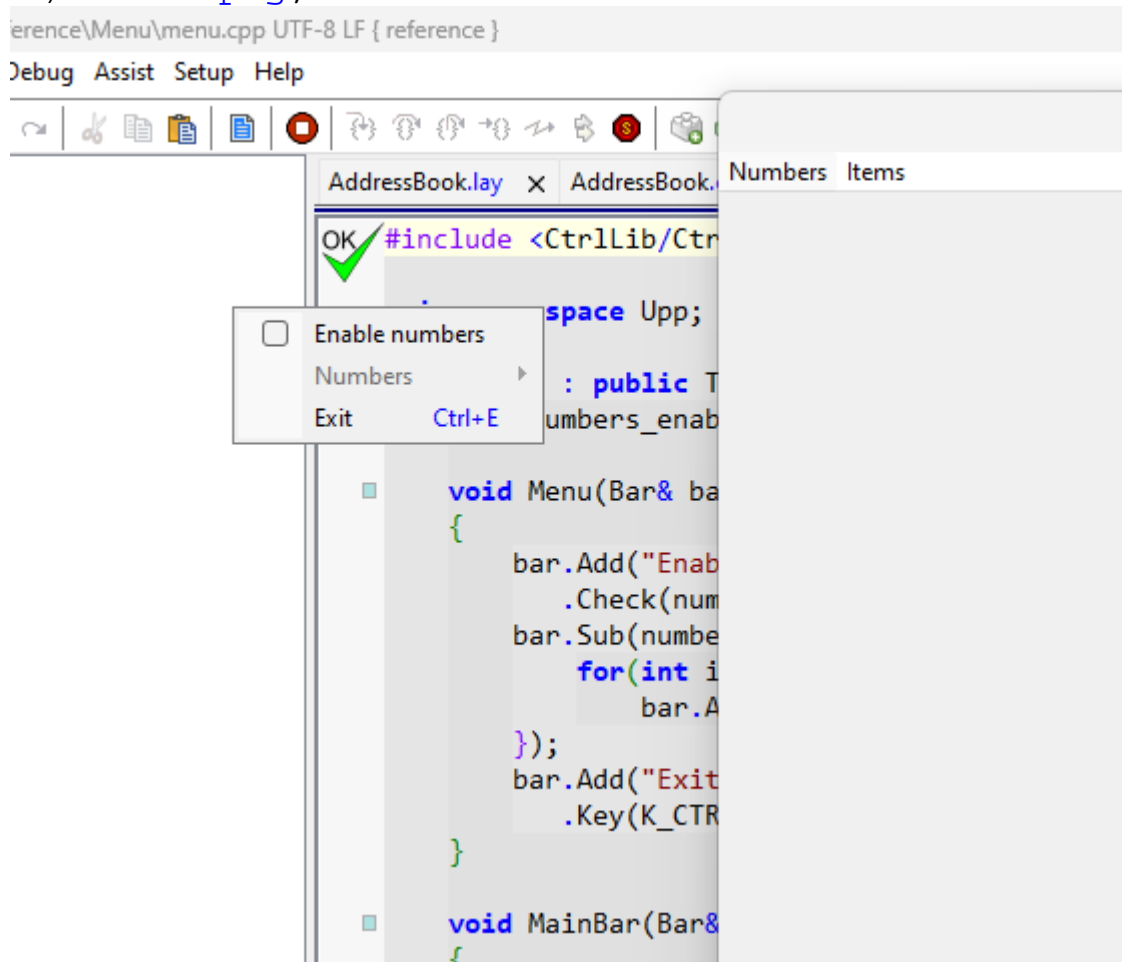 erence\Menu\menu.cpp UTF-8 LF { reference }
Debug Assist Setup Help
Numbers Items
AddressBook.lay AddressBook.
OK #include <CtrlLib/Ctr
space Upp;
Enable numbers
Numbers
: public T
Exit Ctrl+E
umbers_enab
void Menu(Bar& ba
{
bar.Add("Enab
.Check(num
bar.Sub(numbe
for(int i
bar.A
});
bar.Add("Exit
.Key(K_CTR
}
void MainBar(Bar&
{